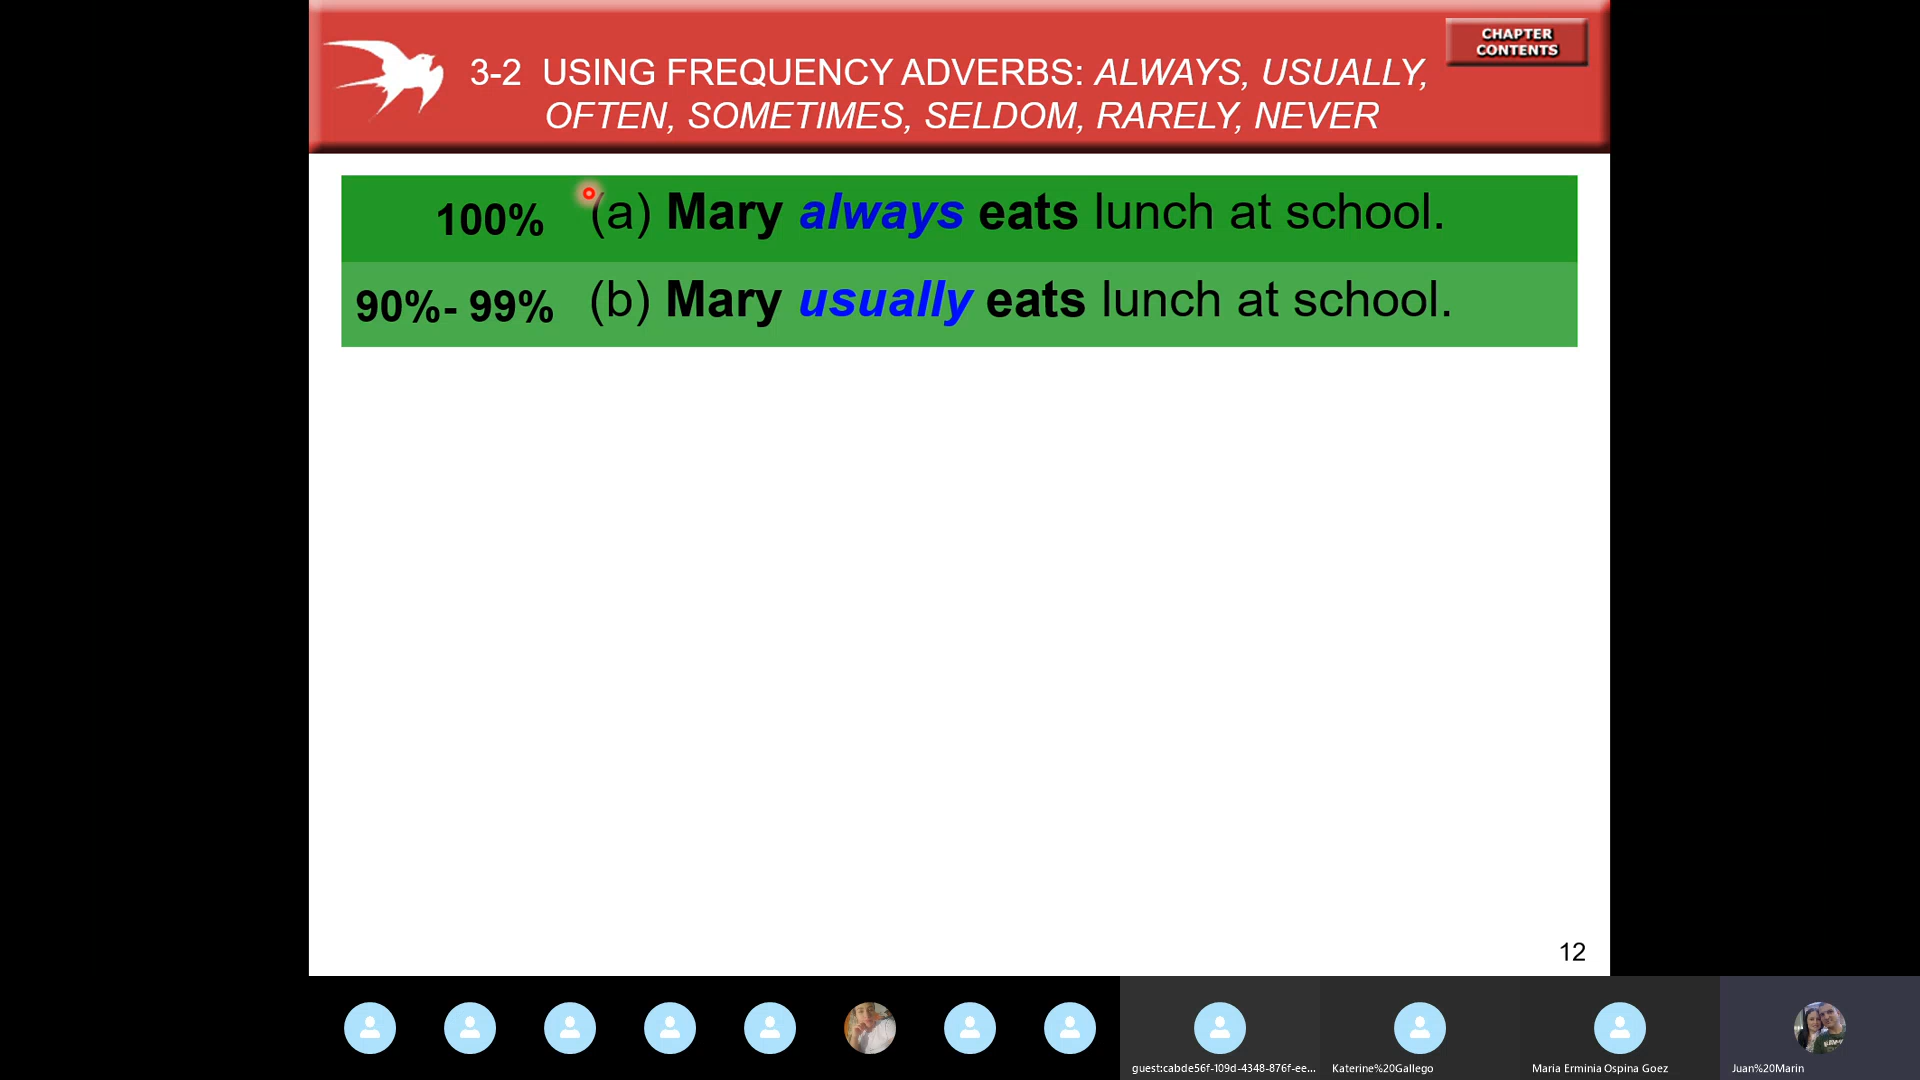 CHAPTER
CONTENTS
3-2 USING FREQUENCY ADVERBS: ALWAYS, USUALLY,
OFTEN, SOMETIMES, SELDOM, RARELY, NEVER
100% (a) Mary always eats lunch at school.
90%- 99% (b) Mary usually eats lunch at school.
12
guest:cabde56f-109d-4348-876f-ee...
Katerine%20Gallego
Maria Erminia Ospina Goez
Juan%20Marin